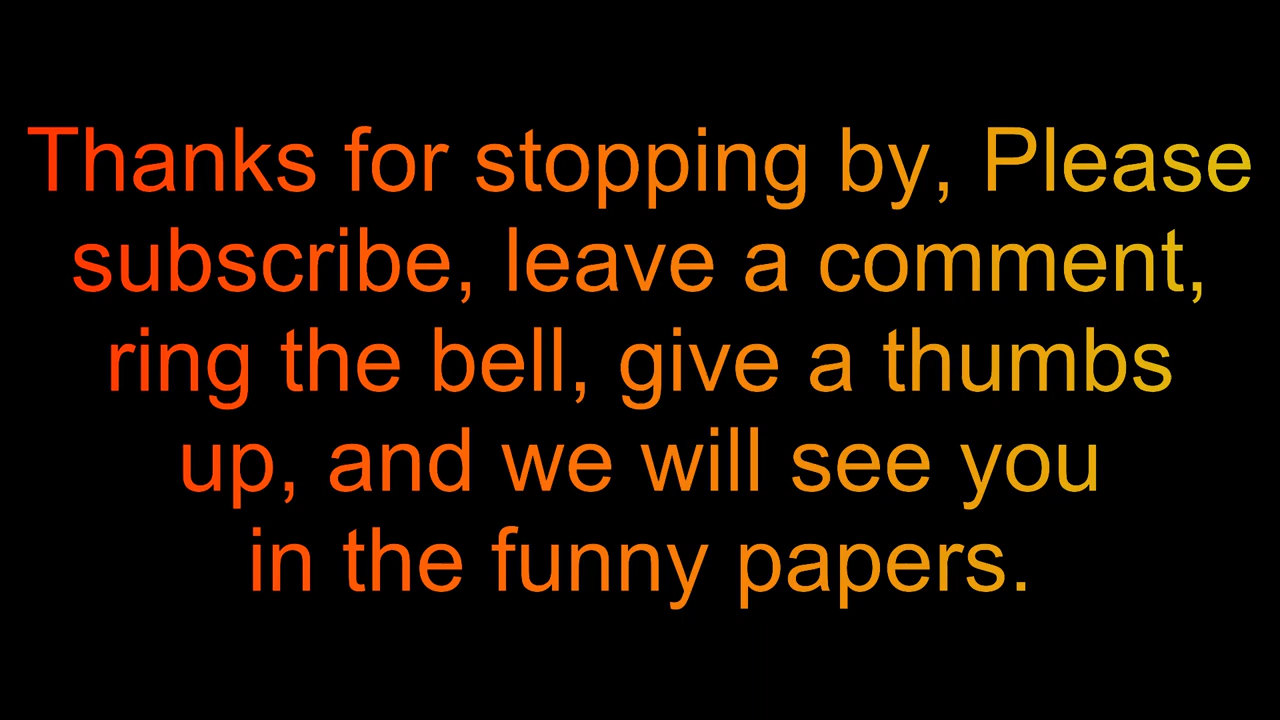 Thanks for stopping by, Please
subscribe, leave a comment,
ring the bell, give a thumbs
up, and we will see you
in the funny papers.